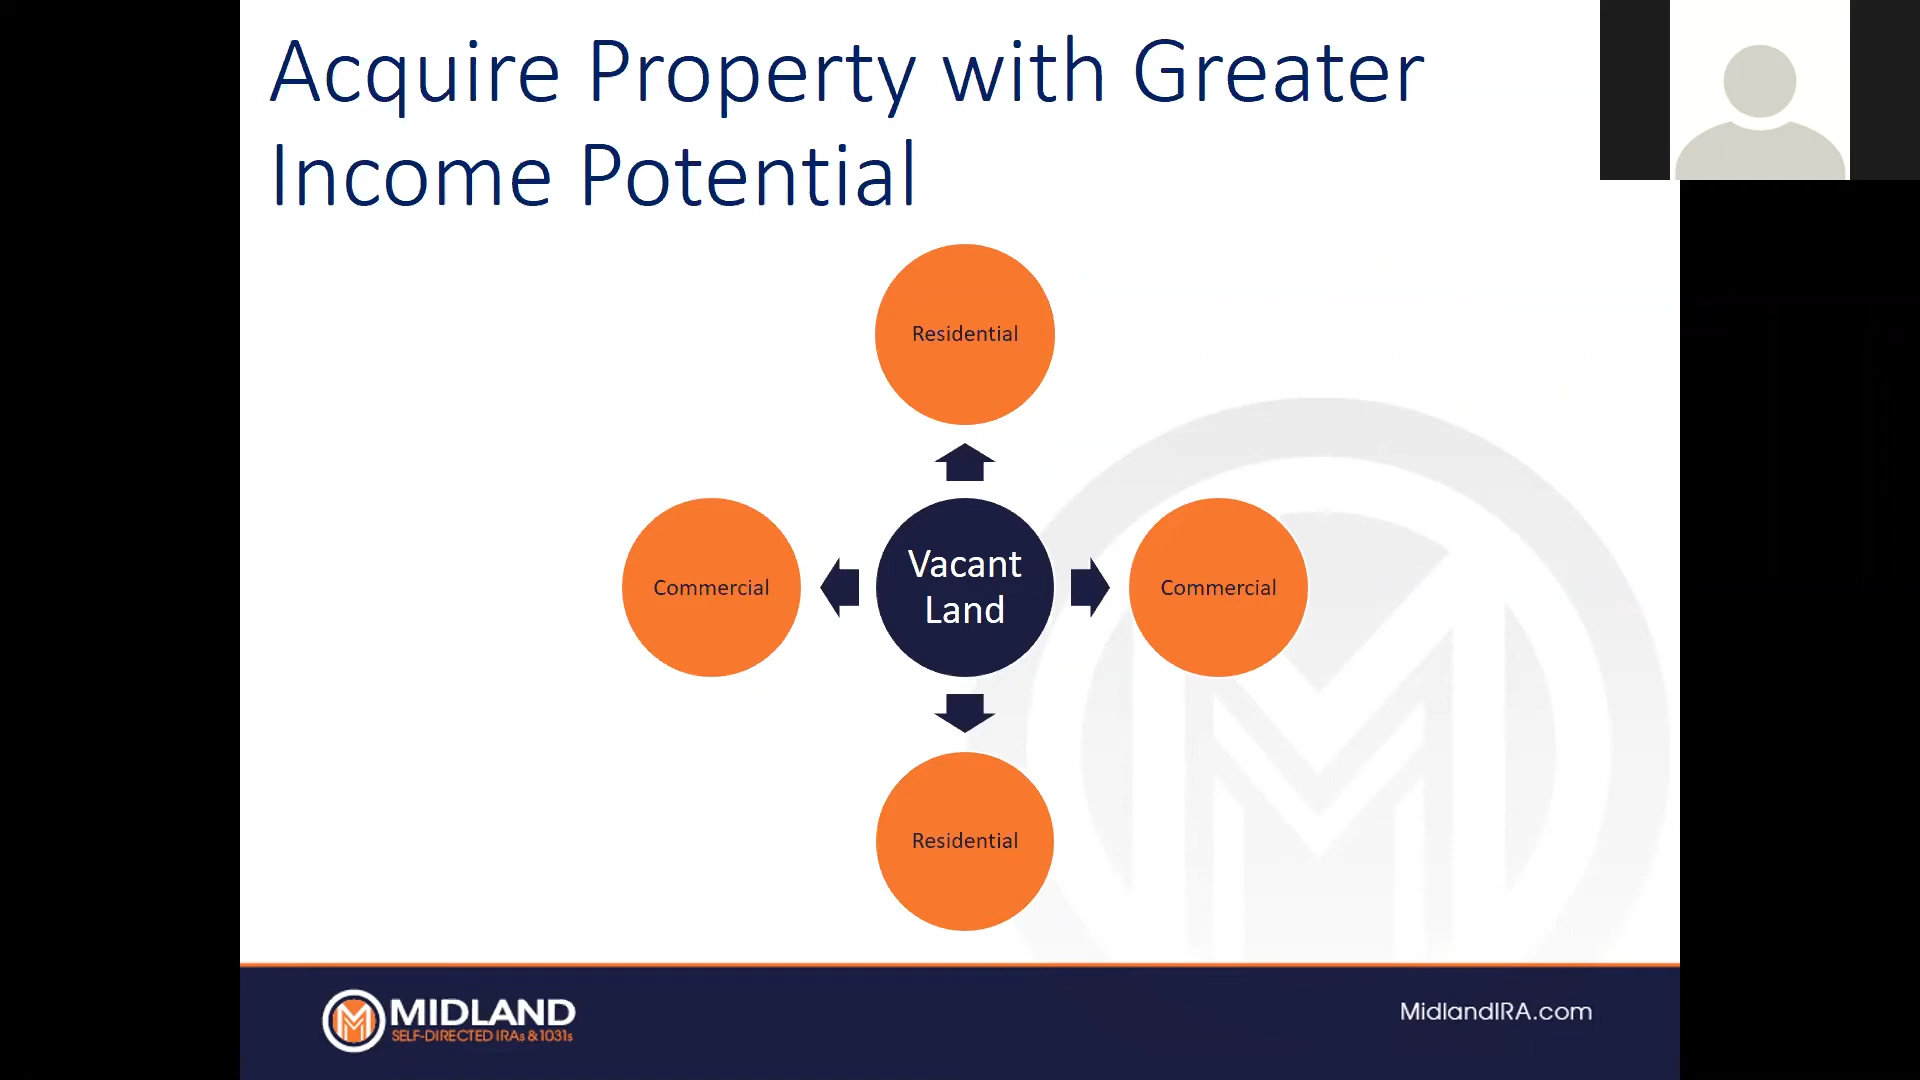 Acquire Property with Greater
Income Potential
Residential
Commercial
Vacant
Land
Commercial
Residential
MIDLAND
SELF-DIRECTED IRAs & 1031s
MidlandIRA.com